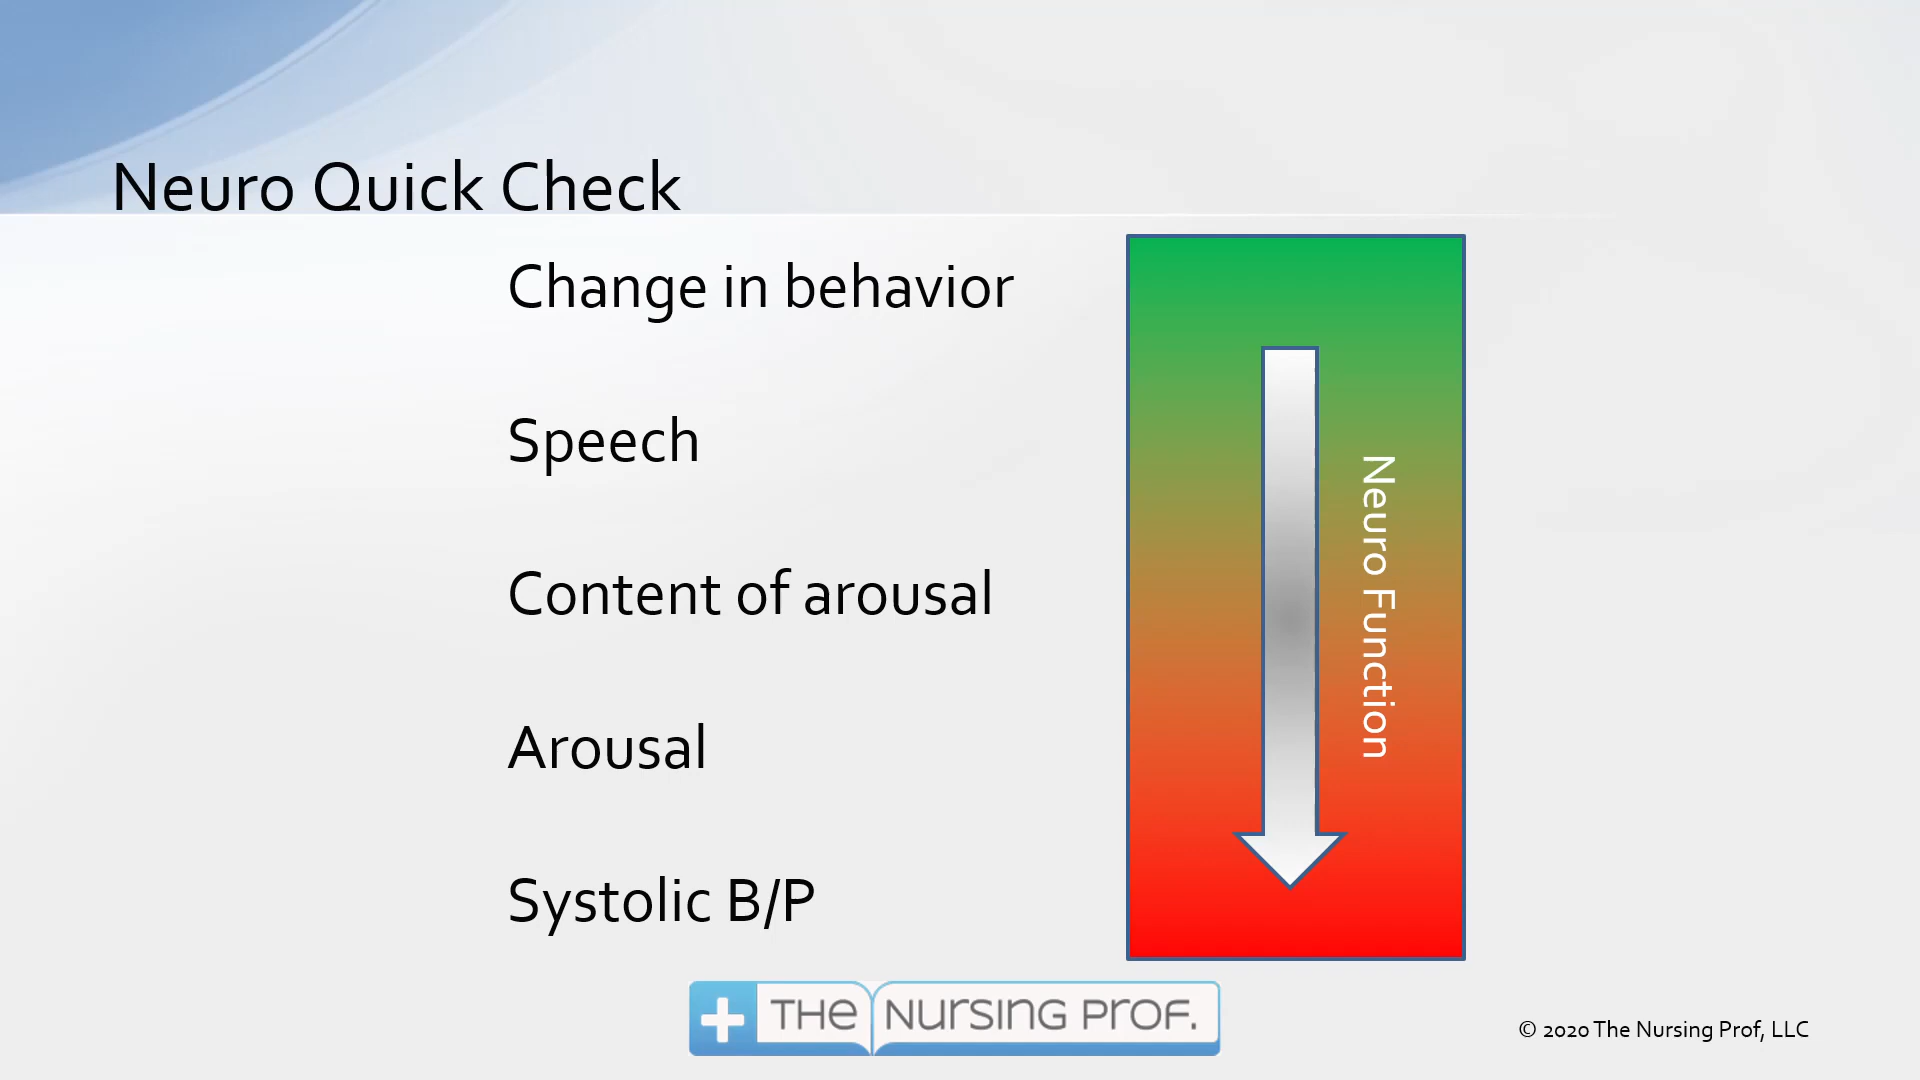 Neuro Quick Check
Change in behavior
Speech
Content of arousal
Arousal
Systolic B/P
Neuro Function
THE NURSING PROF.
© 2020 The Nursing Prof, LLC